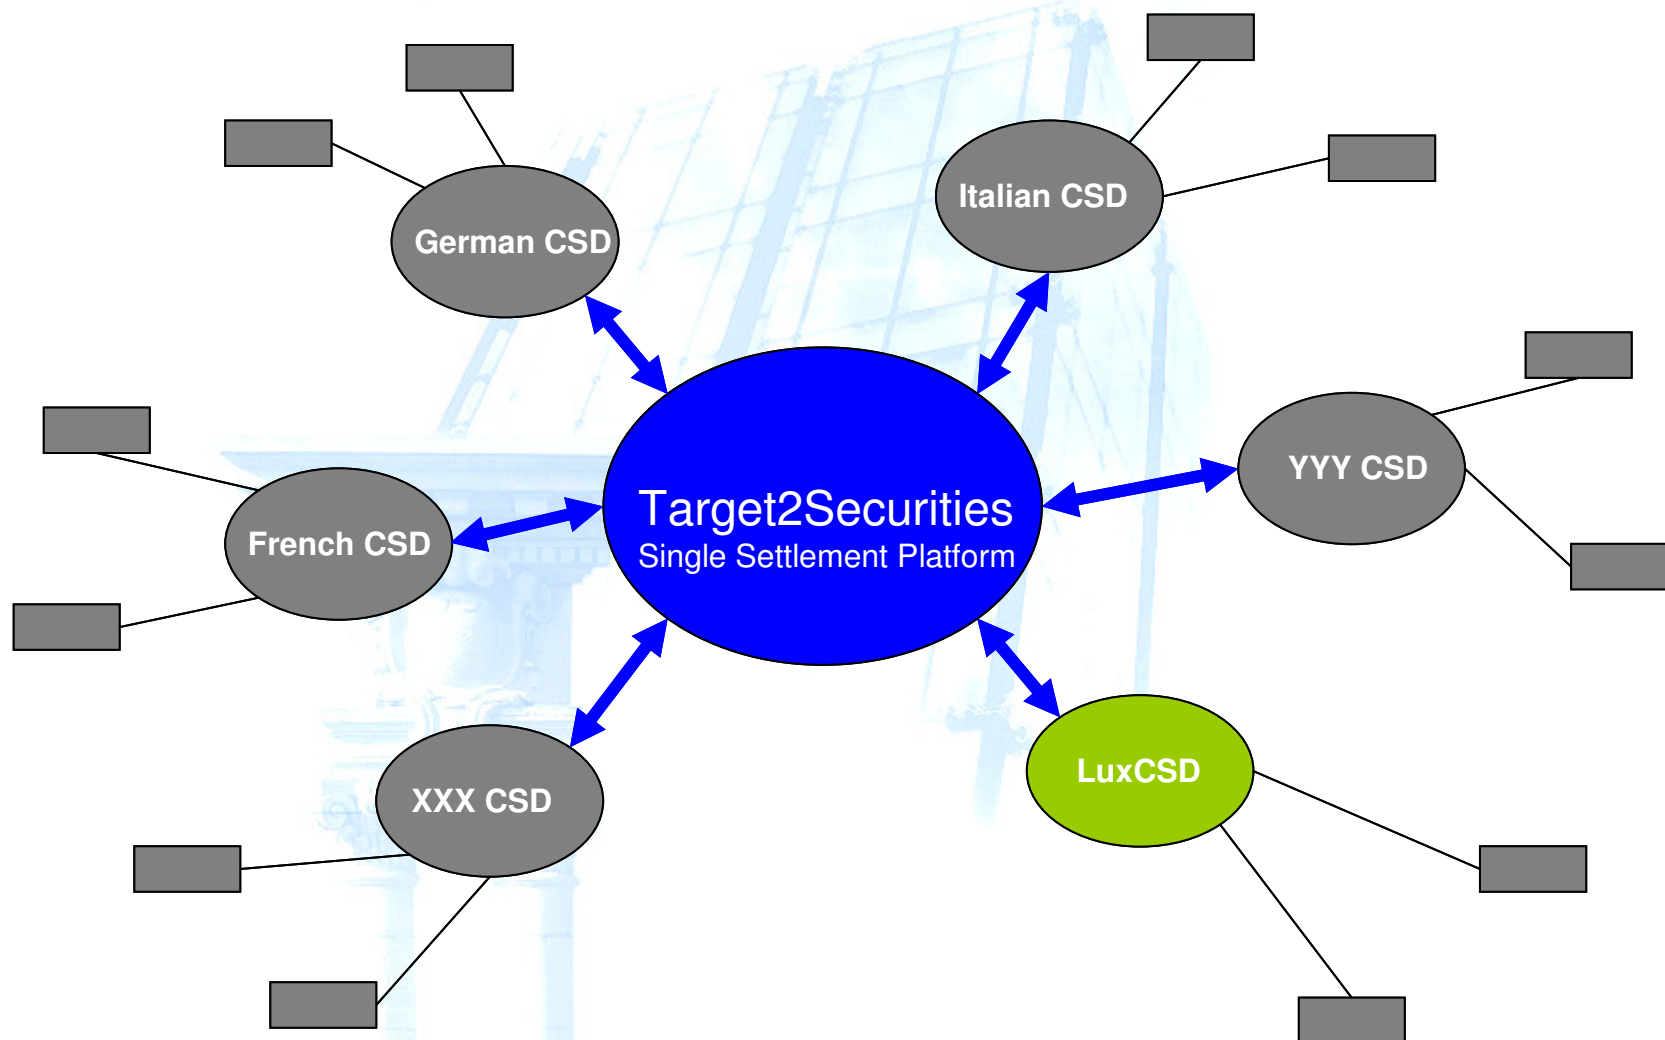 Italian CSD
German CSD
YYY CSD
Target2Securities
Single Settlement Platform
French CSD
LuxCSD
XXX CSD